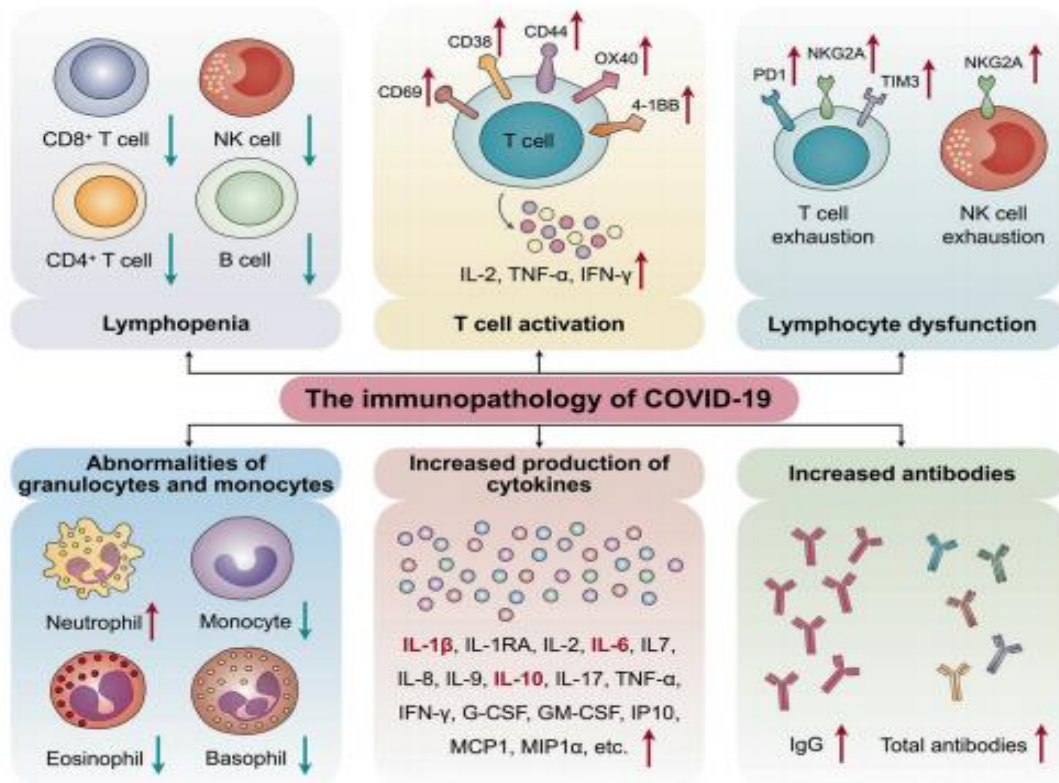 CD8⁺ T cell
NK cell
CD4⁺ T cell
B cell
Lymphopenia
CD69
CD38
CD44
OX40
4-1BB
T cell
IL-2, TNF-α, IFN-γ
T cell activation
PD1
NKG2A
TIM3
NKG2A
T cell
exhaustion
NK cell
exhaustion
Lymphocyte dysfunction
The immunopathology of COVID-19
Abnormalities of
granulocytes and monocytes
Neutrophil
Monocyte
Eosinophil
Basophil
Increased production of
cytokines
IL-1β, IL-1RA, IL-2, IL-6, IL7,
IL-8, IL-9, IL-10, IL-17, TNF-α,
IFN-γ, G-CSF, GM-CSF, IP10,
MCP1, MIP1α, etc.
Increased antibodies
IgG
Total antibodies